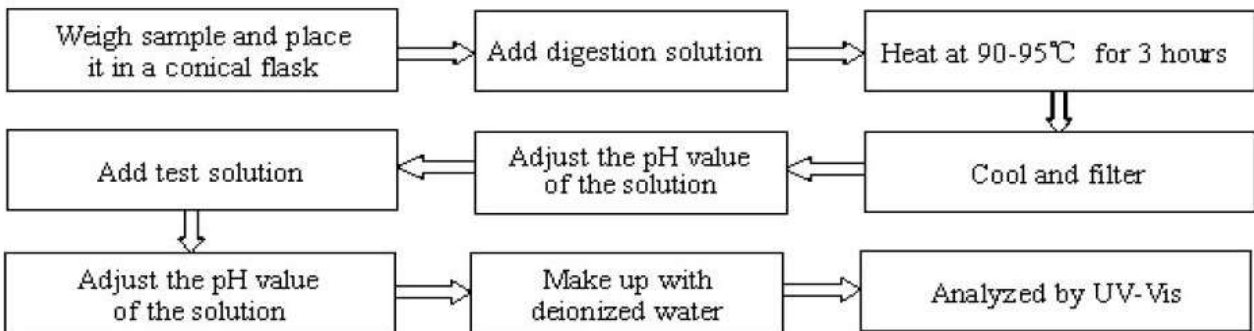 Weigh sample and place
it in a conical flask
Add digestion solution
Heat at 90-95℃ for 3 hours
Cool and filter
Adjust the pH value
of the solution
Add test solution
Adjust the pH value
of the solution
Make up with
deionized water
Analyzed by UV-Vis